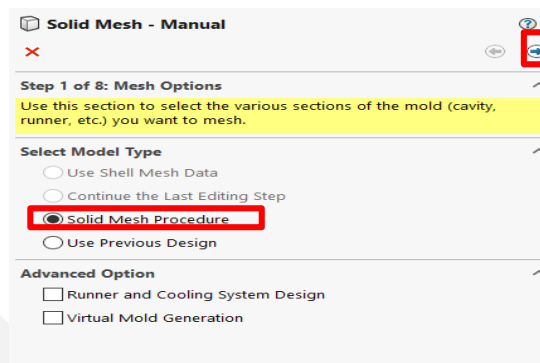 Solid Mesh - Manual
Step 1 of 8: Mesh Options
Use this section to select the various sections of the mold (cavity,
runner, etc.) you want to mesh.
Select Model Type
Use Shell Mesh Data
Continue the Last Editing Step
Solid Mesh Procedure
Use Previous Design
Advanced Option
Runner and Cooling System Design
Virtual Mold Generation